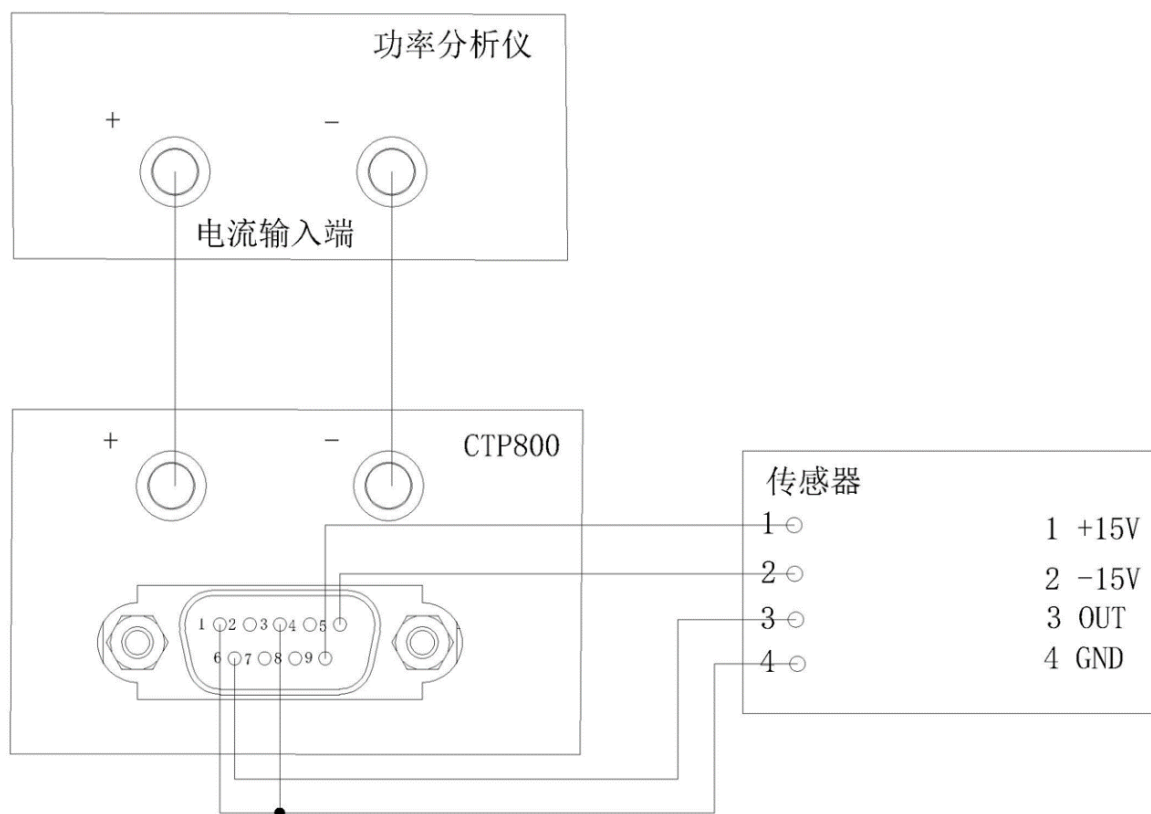 功率分析仪
+ -
电流输入端
+ - CTP800
传感器
1 1 +15V
2 2 -15V
3 3 OUT
4 4 GND
1 2 3 4 5
6 7 8 9